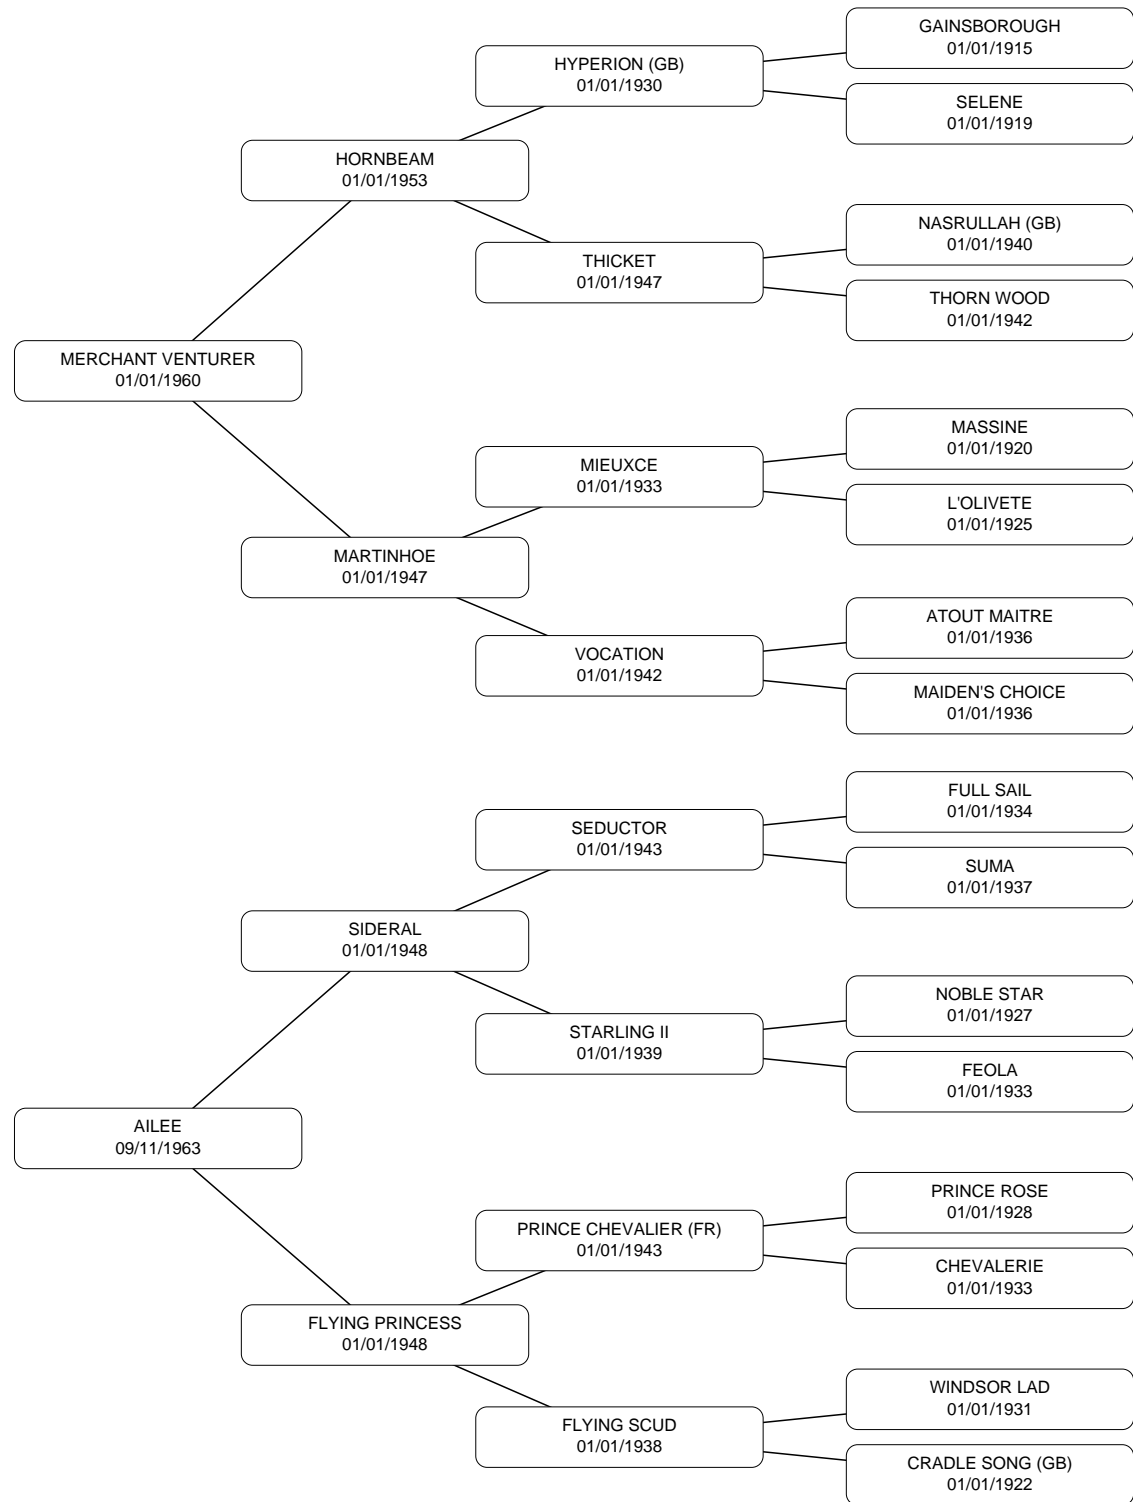 GAINSBOROUGH
01/01/1915
HYPERION (GB)
01/01/1930
SELENE
01/01/1919
HORNBEAM
01/01/1953
NASRULLAH (GB)
01/01/1940
THICKET
01/01/1947
THORN WOOD
01/01/1942
MERCHANT VENTURER
01/01/1960
MASSINE
01/01/1920
MIEUXCE
01/01/1933
L'OLIVETE
01/01/1925
MARTINHOE
01/01/1947
ATOUT MAITRE
01/01/1936
VOCATION
01/01/1942
MAIDEN'S CHOICE
01/01/1936
FULL SAIL
01/01/1934
SEDUCTOR
01/01/1943
SUMA
01/01/1937
SIDERAL
01/01/1948
NOBLE STAR
01/01/1927
STARLING II
01/01/1939
FEOLA
01/01/1933
AILEE
09/11/1963
PRINCE ROSE
01/01/1928
PRINCE CHEVALIER (FR)
01/01/1943
CHEVALERIE
01/01/1933
FLYING PRINCESS
01/01/1948
WINDSOR LAD
01/01/1931
FLYING SCUD
01/01/1938
CRADLE SONG (GB)
01/01/1922